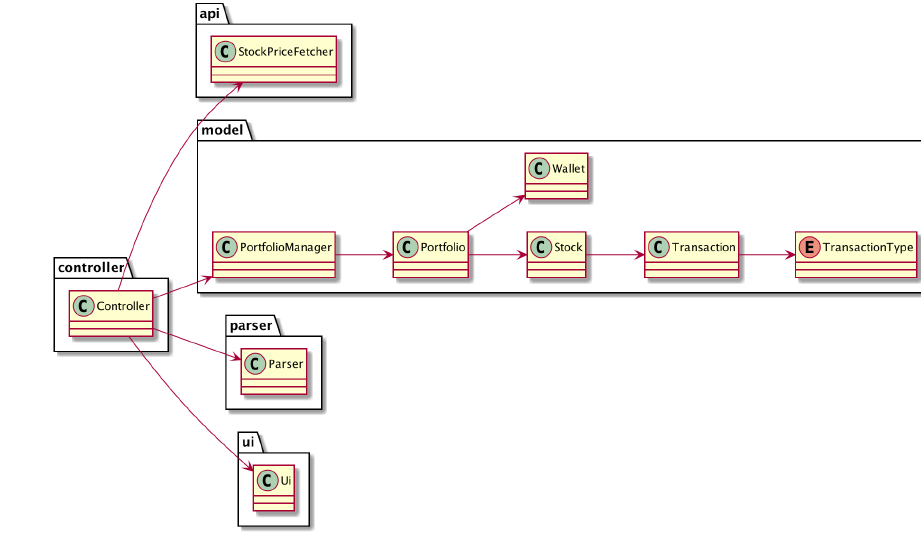 api
C StockPriceFetcher
model
C Wallet
C PortfolioManager
C Portfolio
C Stock
C Transaction
E TransactionType
controller
C Controller
parser
C Parser
ui
C Ui